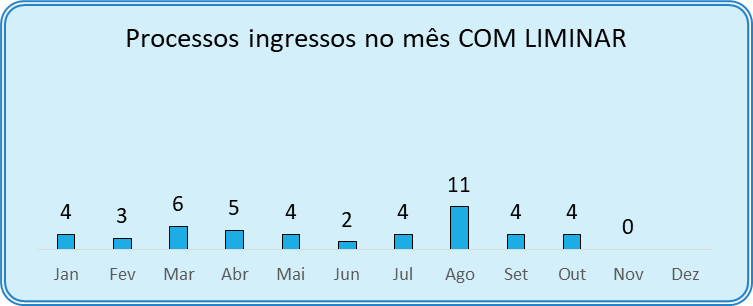 Processos ingressos no mês COM LIMINAR
4 3 6 5 4 2 4 11 4 4 0
Jan Fev Mar Abr Mai Jun Jul Ago Set Out Nov Dez